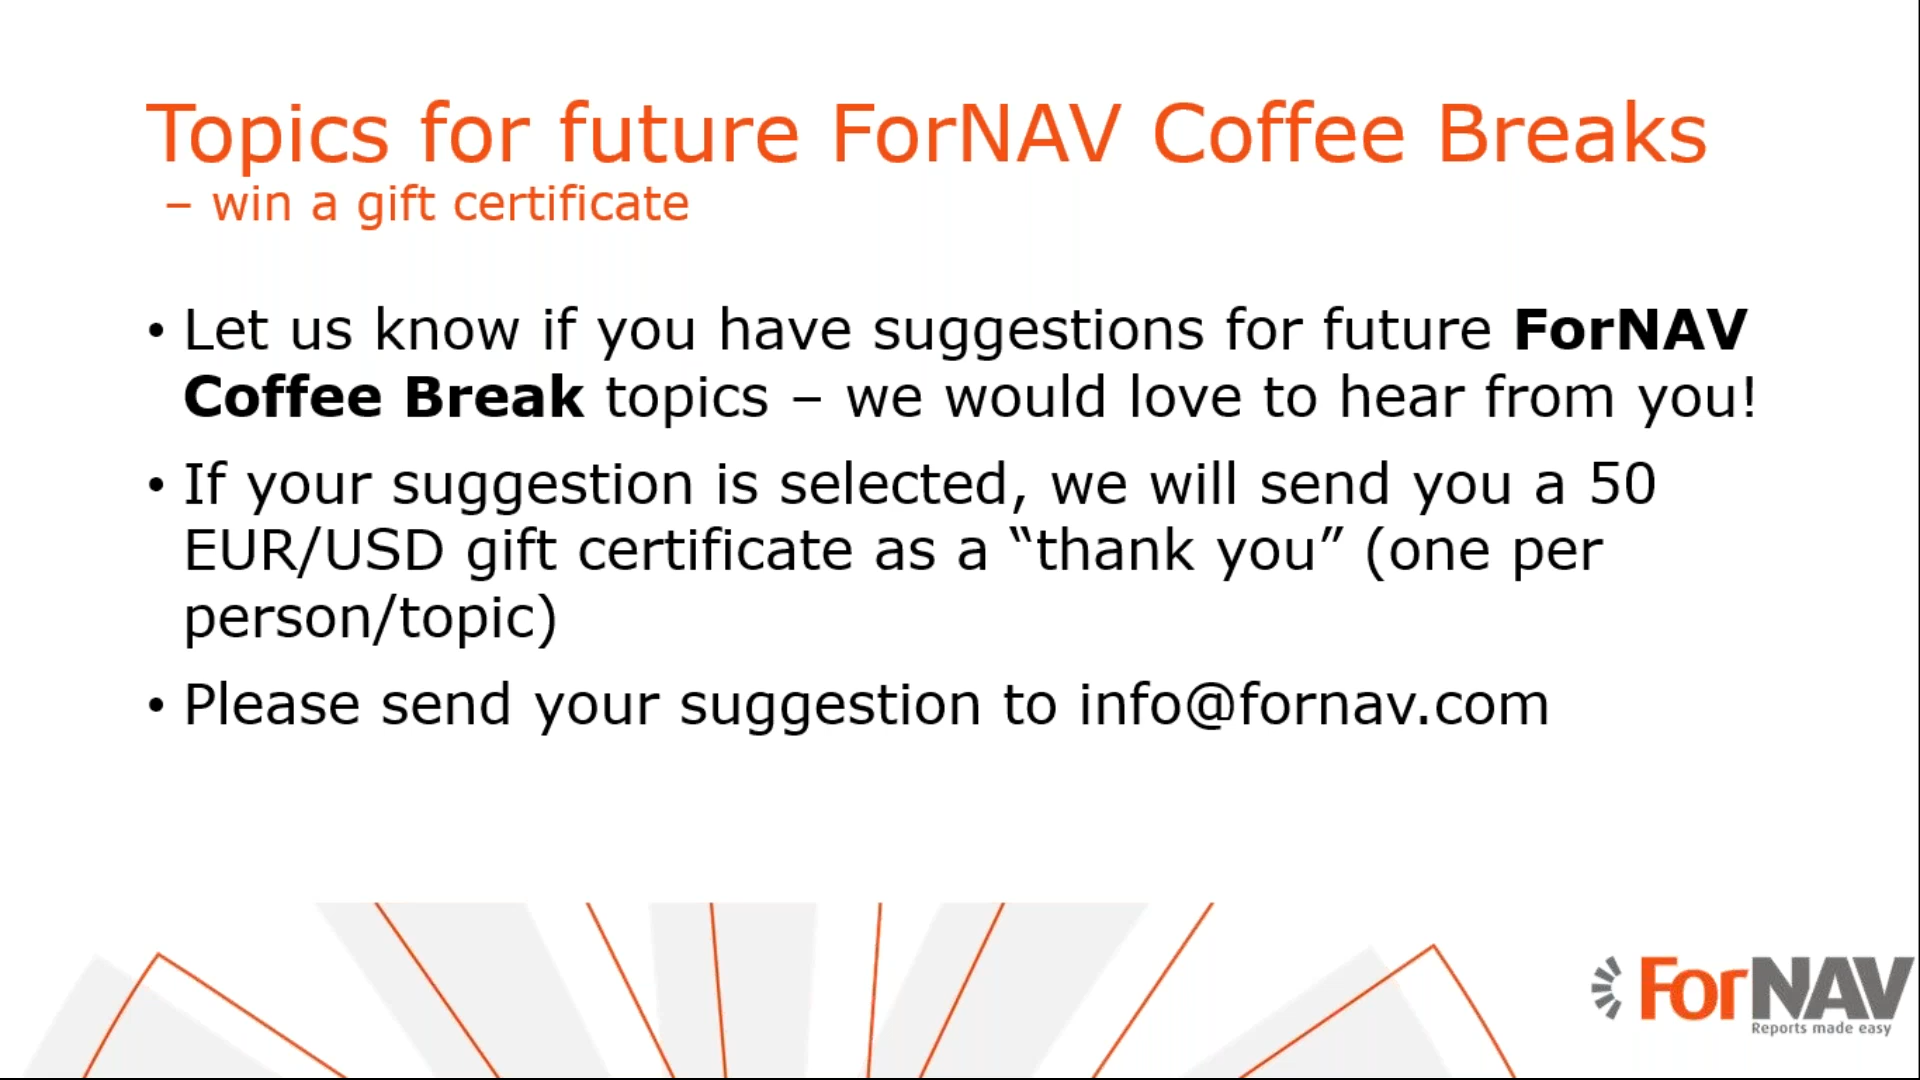 Topics for future ForNAV Coffee Breaks
– win a gift certificate
• Let us know if you have suggestions for future ForNAV
Coffee Break topics – we would love to hear from you!
• If your suggestion is selected, we will send you a 50
EUR/USD gift certificate as a “thank you” (one per
person/topic)
• Please send your suggestion to info@fornav.com
ForNAV
Reports made easy